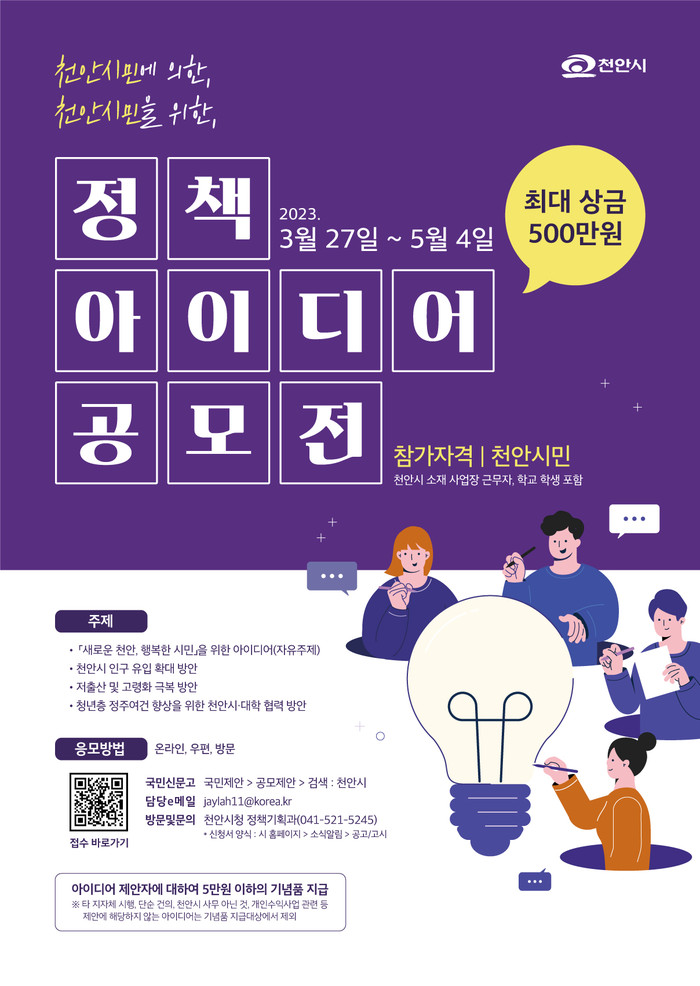 천안시민에 의한,
천안시민을 위한,
천안시
정책
2023.
3월 27일 ~ 5월 4일
최대 상금
500만원
아이디어
공모전
참가자격 | 천안시민
천안시 소재 사업장 근무자, 학교 학생 포함
주제
• 「새로운 천안, 행복한 시민」을 위한 아이디어(자유주제)
• 천안시 인구 유입 확대 방안
• 저출산 및 고령화 극복 방안
• 청년층 정주여건 향상을 위한 천안시·대학 협력 방안
응모방법 온라인, 우편, 방문
국민신문고 국민제안 > 공모제안 > 검색 : 천안시
담당e메일 jaylah11@korea.kr
방문및문의 천안시청 정책기획과(041-521-5245)
* 신청서 양식 : 시 홈페이지 > 소식알림 > 공고/고시
접수 바로가기
아이디어 제안자에 대하여 5만원 이하의 기념품 지급
※ 타 지자체 시행, 단순 건의, 천안시 사무 아닌 것, 개인수익사업 관련 등
제안에 해당하지 않는 아이디어는 기념품 지급대상에서 제외